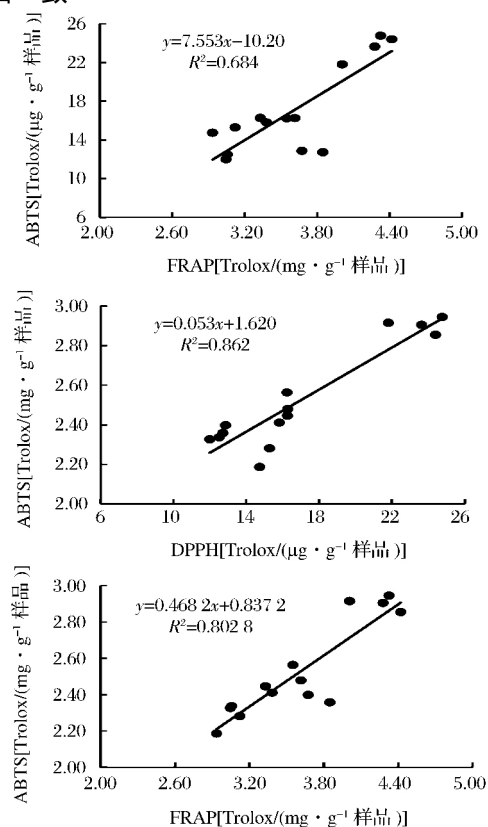 ABTS[Trolox/(μg·g⁻¹样品)]
26
22
18
14
10
6
y=7.553x−10.20
R²=0.684
2.00 2.60 3.20 3.80 4.40 5.00
FRAP[Trolox/(mg·g⁻¹样品)]
ABTS[Trolox/(mg·g⁻¹样品)]
3.00
2.80
2.60
2.40
2.20
2.00
y=0.053x+1.620
R²=0.862
6 10 14 18 22 26
DPPH[Trolox/(μg·g⁻¹样品)]
ABTS[Trolox/(mg·g⁻¹样品)]
3.00
2.80
2.60
2.40
2.20
2.00
y=0.468 2x+0.837 2
R²=0.802 8
2.00 2.60 3.20 3.80 4.40 5.00
FRAP[Trolox/(mg·g⁻¹样品)]